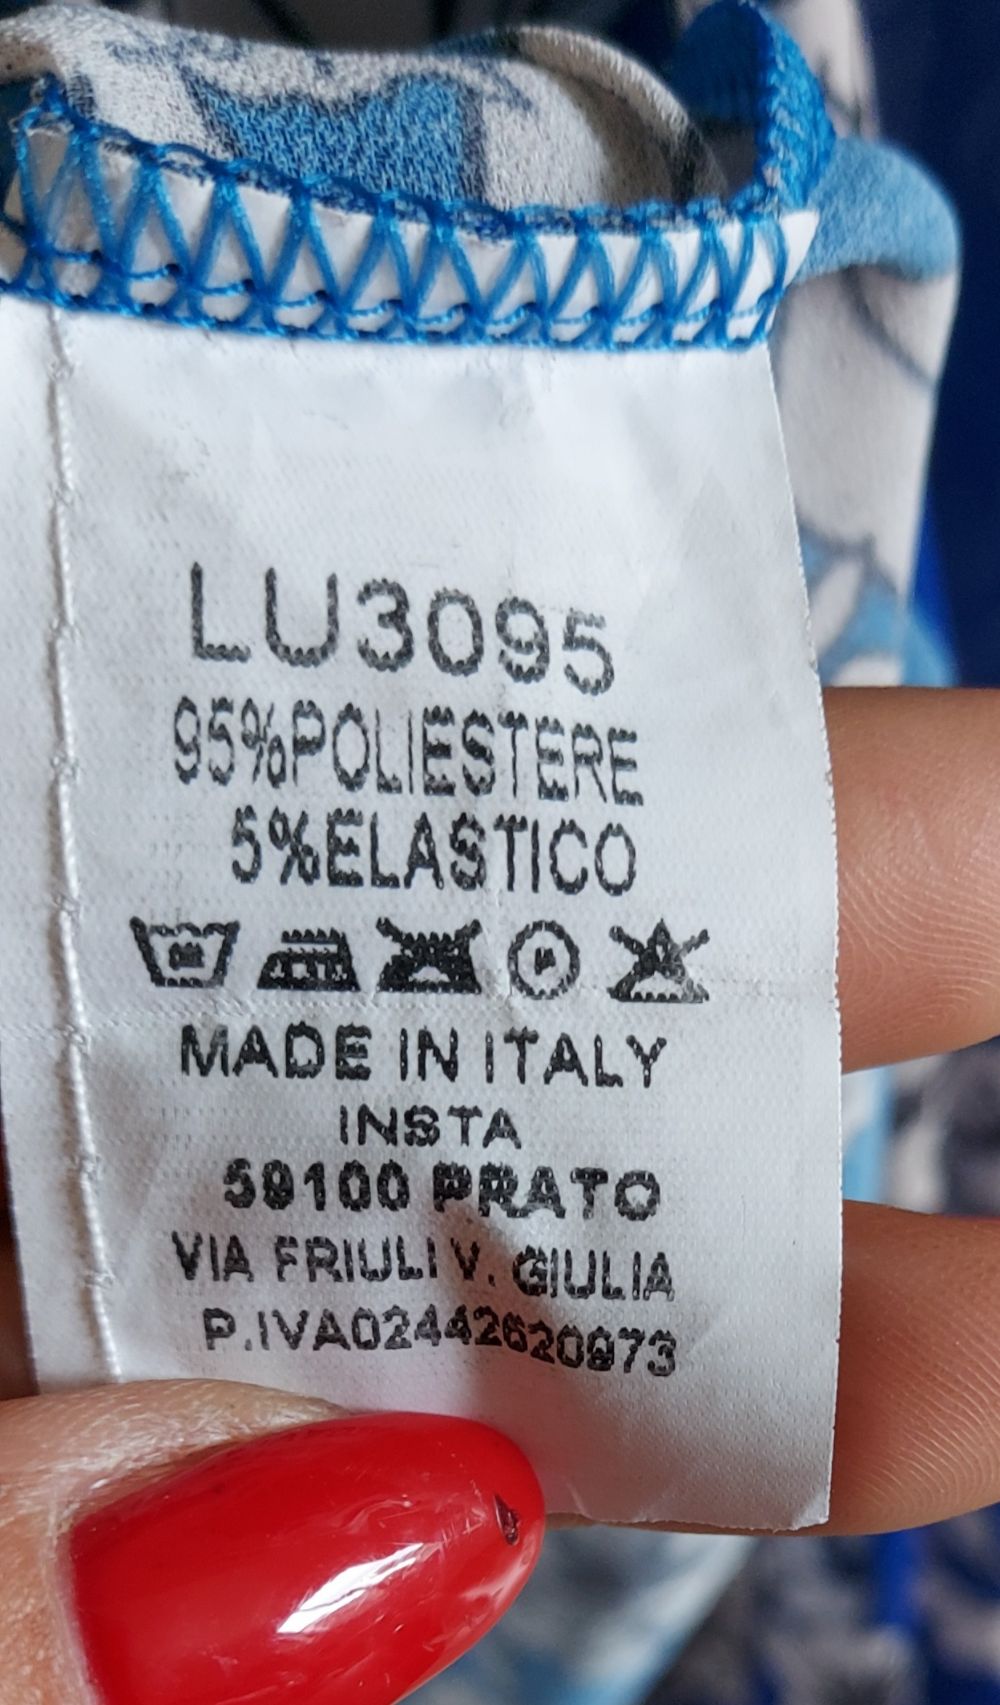 LU3095
95%POLIESTERE
5%ELASTICO
P
MADE IN ITALY
INSTA
59100 PRATO
VIA FRIULI V. GIULIA
P.IVA02442620973